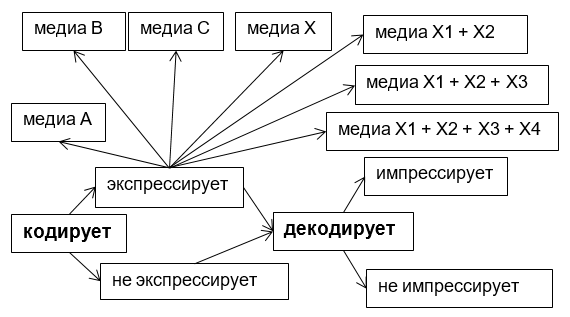 медиа B
медиа C
медиа X
медиа X1 + X2
медиа X1 + X2 + X3
медиа A
медиа X1 + X2 + X3 + X4
экспрессирует
импрессирует
кодирует
декодирует
не экспрессирует
не импрессирует